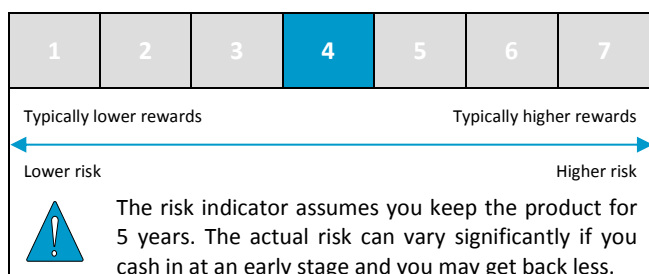 1 2 3 4 5 6 7
Typically lower rewards Typically higher rewards
Lower risk Higher risk
The risk indicator assumes you keep the product for
5 years. The actual risk can vary significantly if you
cash in at an early stage and you may get back less.